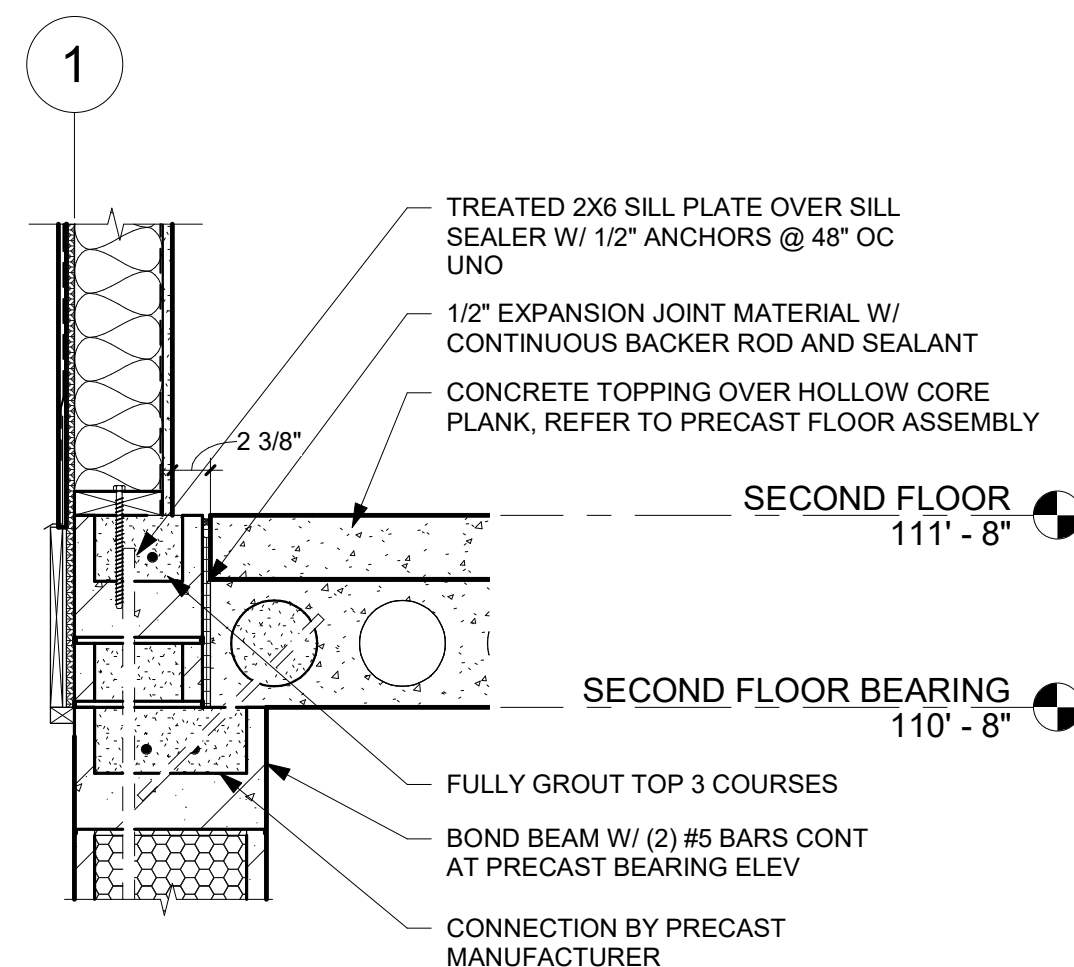 1
TREATED 2X6 SILL PLATE OVER SILL
SEALER W/ 1/2" ANCHORS @ 48" OC
UNO
1/2" EXPANSION JOINT MATERIAL W/
CONTINUOUS BACKER ROD AND SEALANT
CONCRETE TOPPING OVER HOLLOW CORE
PLANK, REFER TO PRECAST FLOOR ASSEMBLY
2 3/8"
SECOND FLOOR
111' - 8"
SECOND FLOOR BEARING
110' - 8"
FULLY GROUT TOP 3 COURSES
BOND BEAM W/ (2) #5 BARS CONT
AT PRECAST BEARING ELEV
CONNECTION BY PRECAST
MANUFACTURER